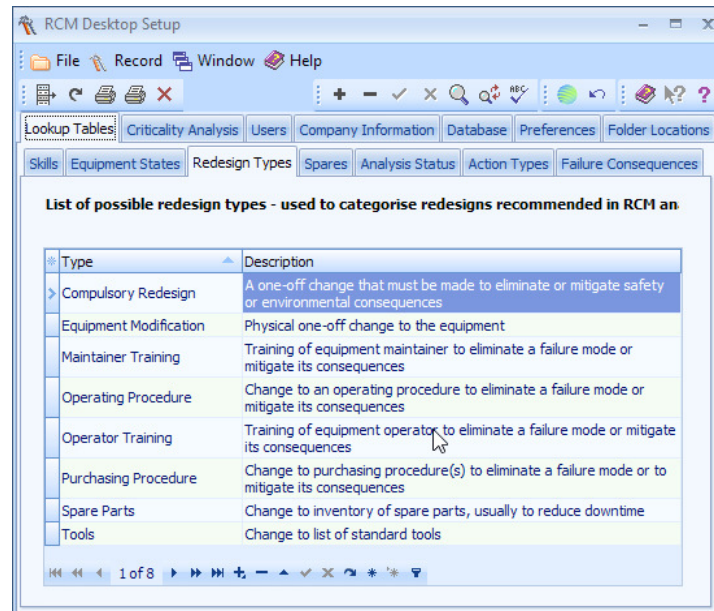 RCM Desktop Setup
File Record Window Help
ABC
Lookup Tables Criticality Analysis Users Company Information Database Preferences Folder Locations
Skills Equipment States Redesign Types Spares Analysis Status Action Types Failure Consequences
List of possible redesign types - used to categorise redesigns recommended in RCM an
Type Description
Compulsory Redesign A one-off change that must be made to eliminate or mitigate safety
or environmental consequences
Equipment Modification Physical one-off change to the equipment
Maintainer Training Training of equipment maintainer to eliminate a failure mode or
mitigate its consequences
Operating Procedure Change to an operating procedure to eliminate a failure mode or
mitigate its consequences
Operator Training Training of equipment operator to eliminate a failure mode or mitigate
its consequences
Purchasing Procedure Change to purchasing procedure(s) to eliminate a failure mode or to
mitigate its consequences
Spare Parts Change to inventory of spare parts, usually to reduce downtime
Tools Change to list of standard tools
1 of 8